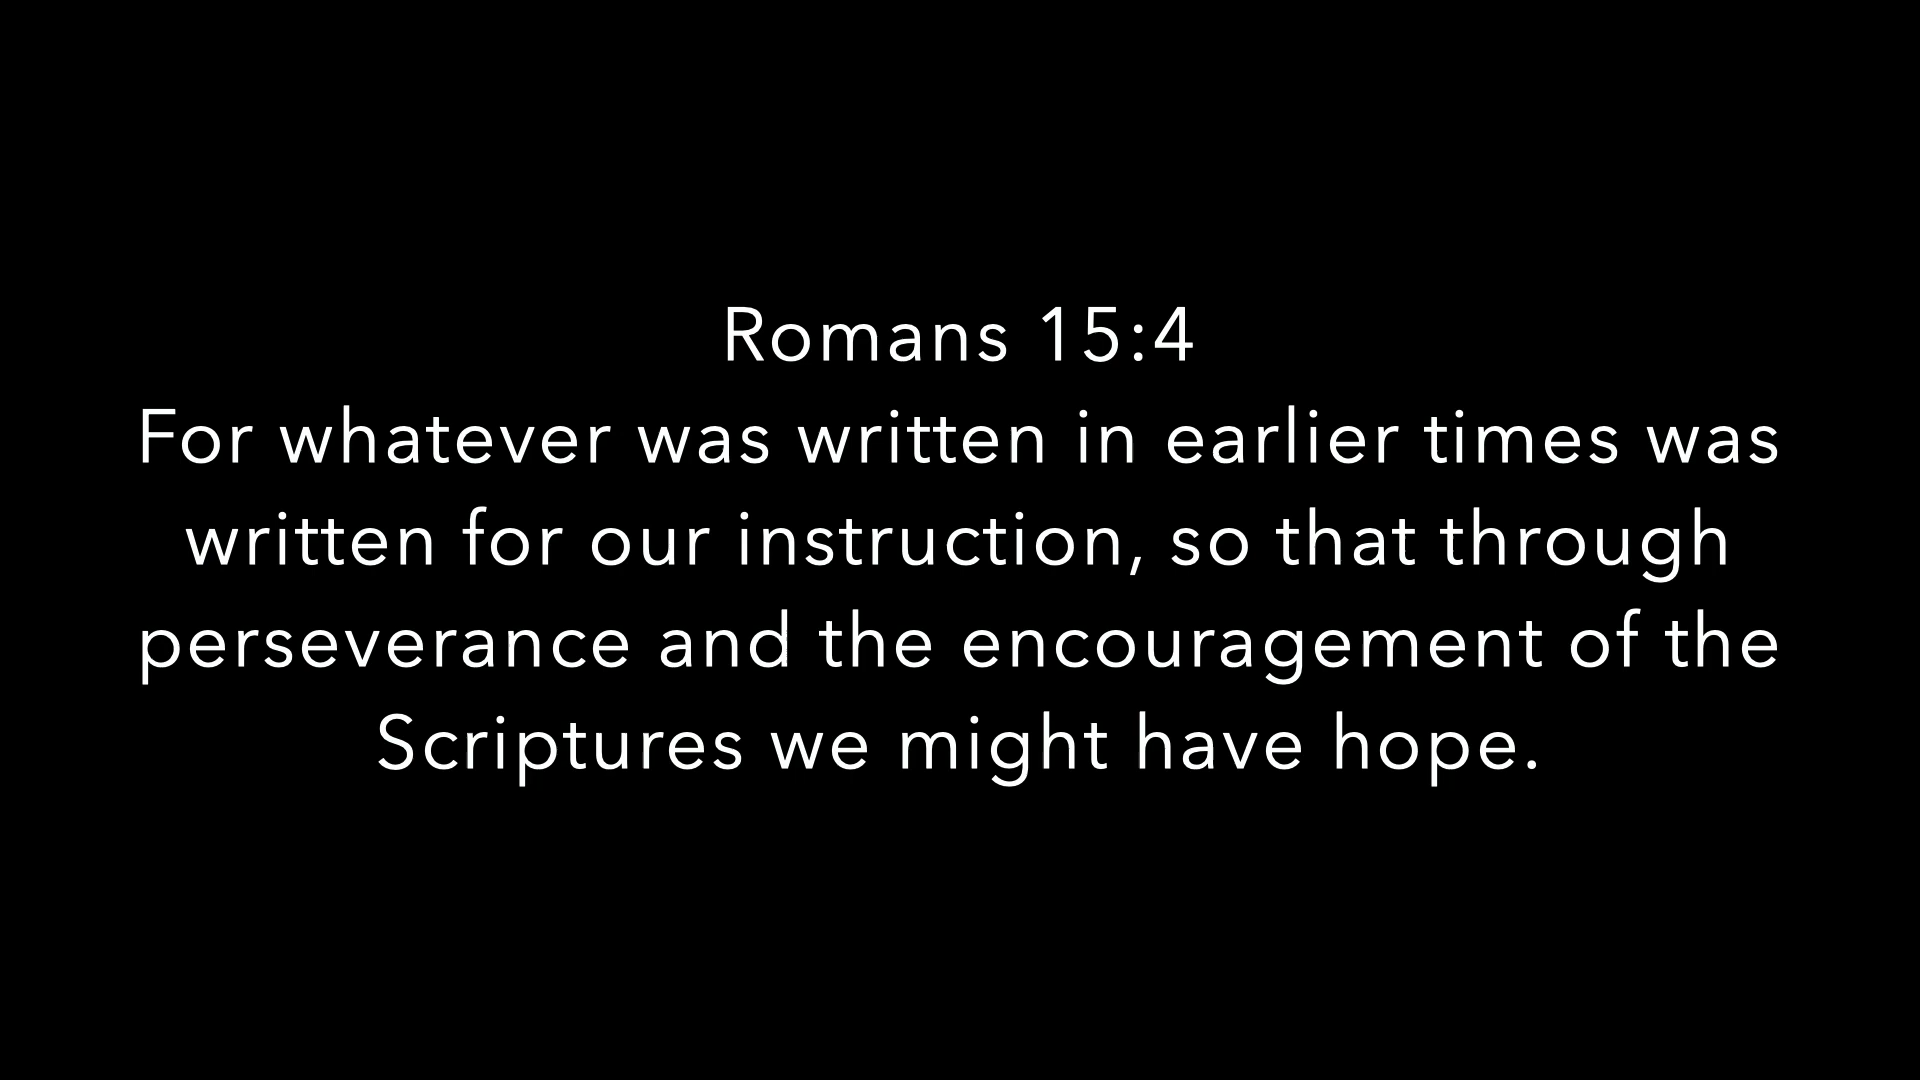 Romans 15:4
For whatever was written in earlier times was
written for our instruction, so that through
perseverance and the encouragement of the
Scriptures we might have hope.